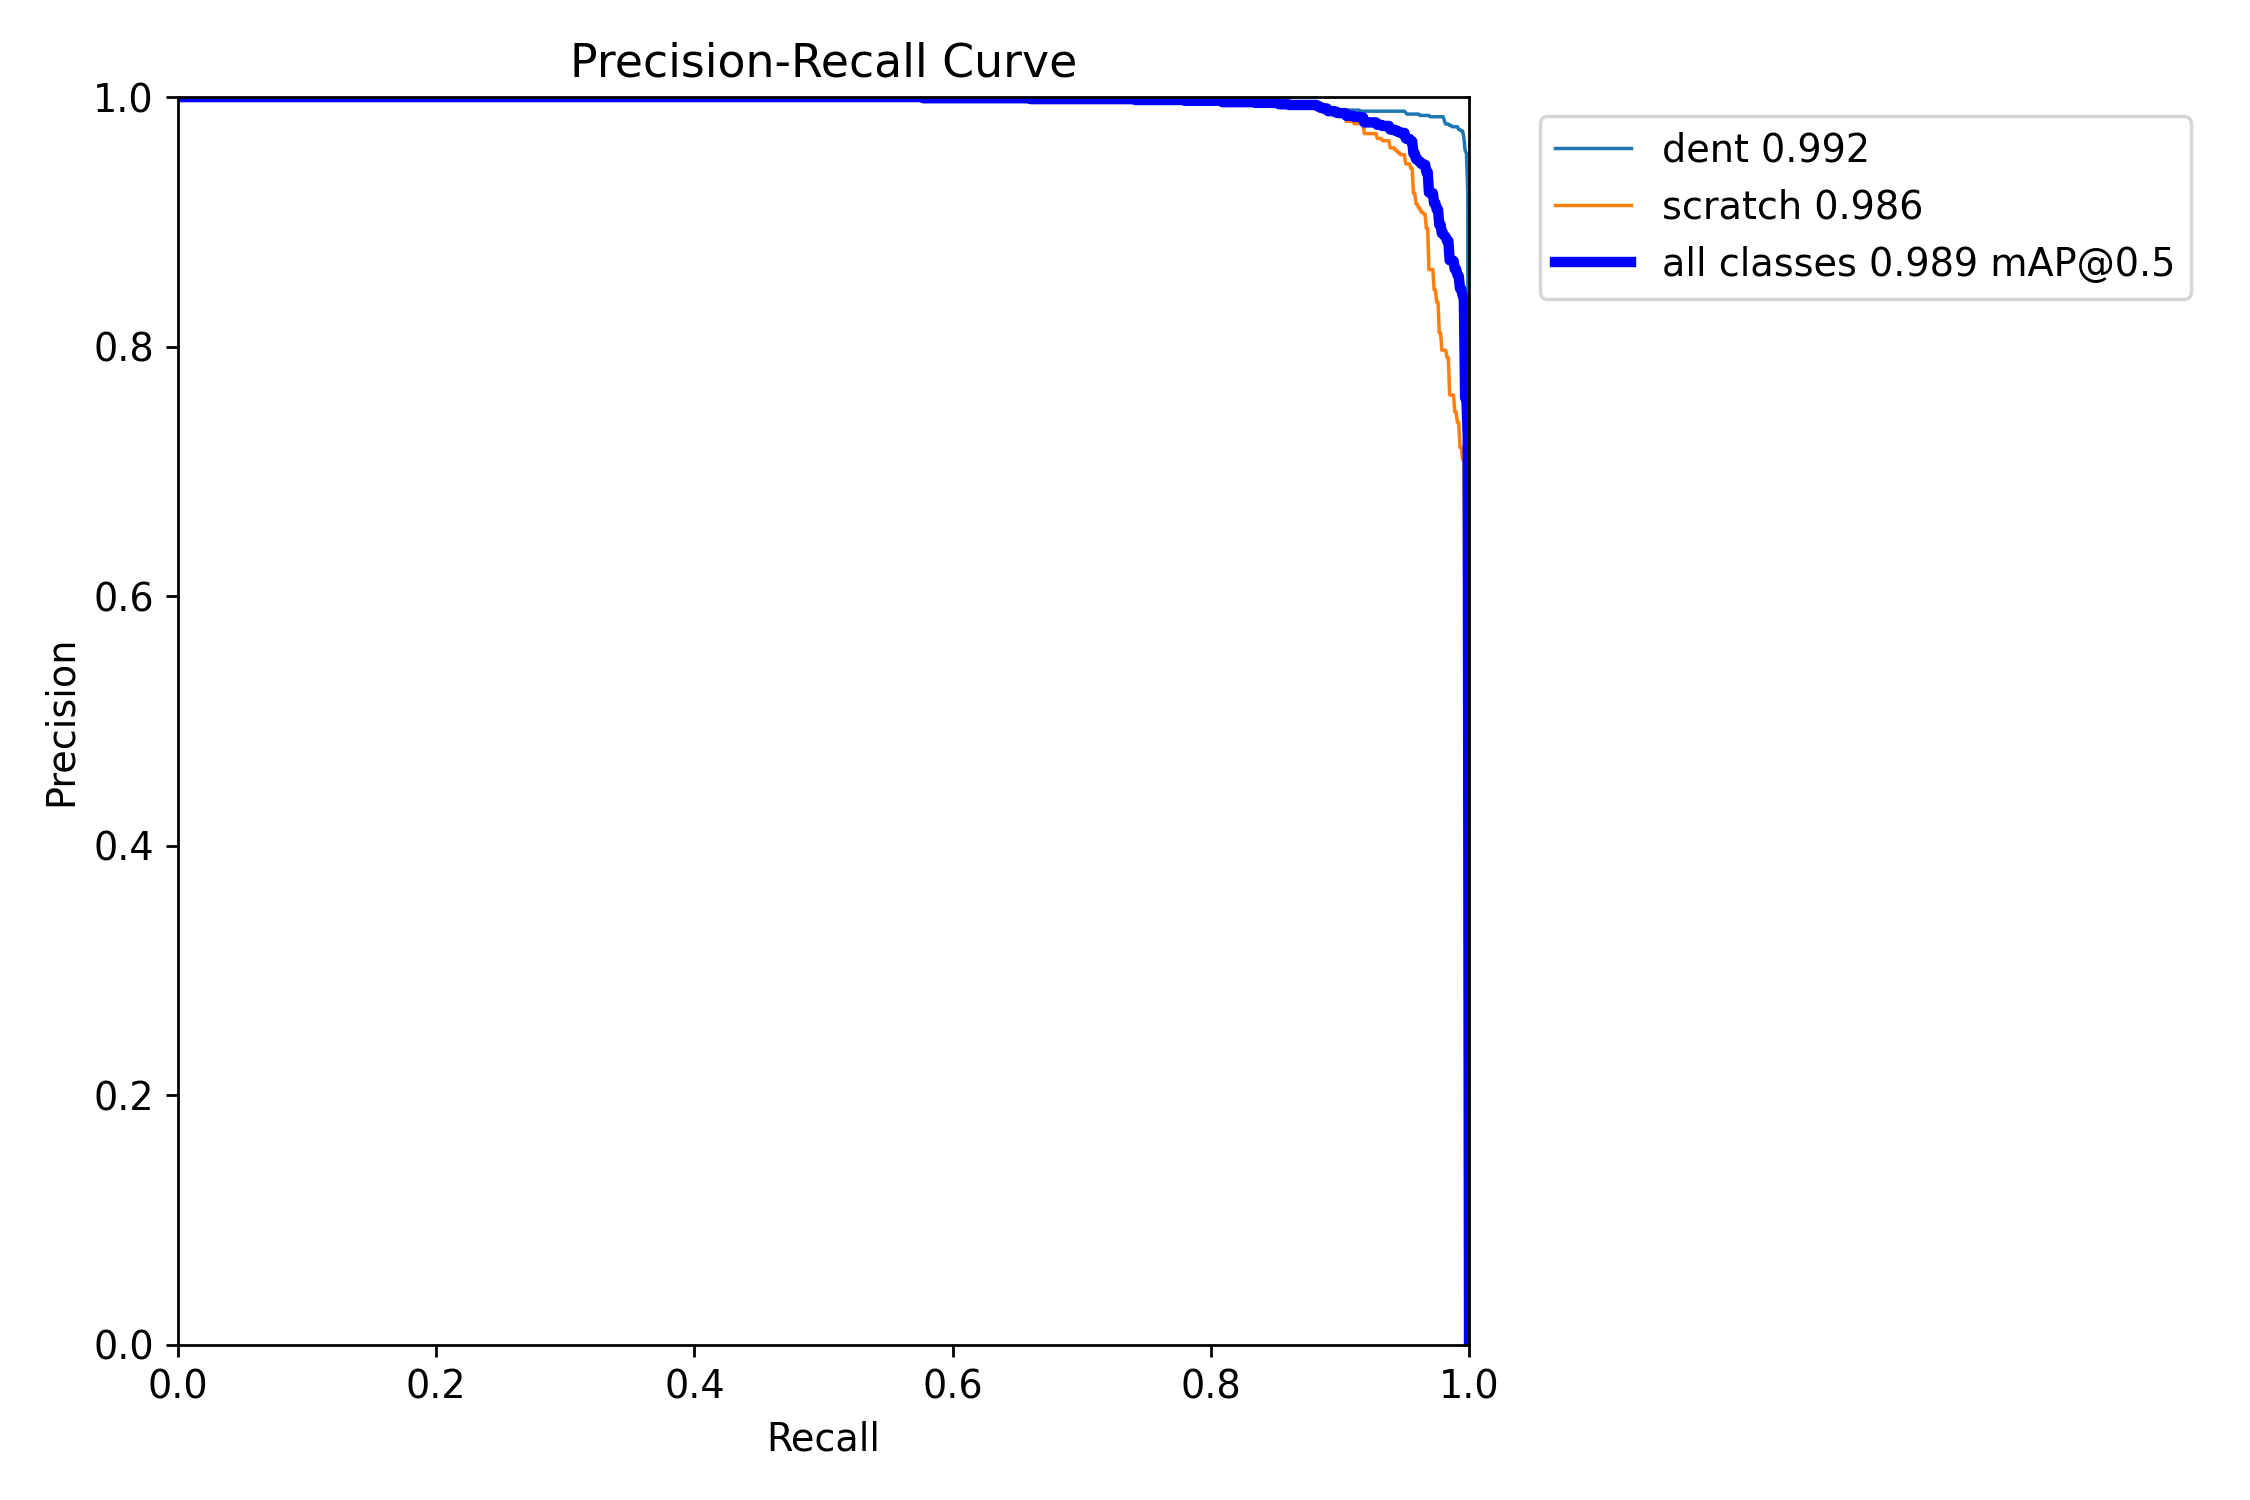 Precision-Recall Curve
1.0
0.8
0.6
0.4
0.2
0.0
Precision
0.0 0.2 0.4 0.6 0.8 1.0
Recall
dent 0.992
scratch 0.986
all classes 0.989 mAP@0.5